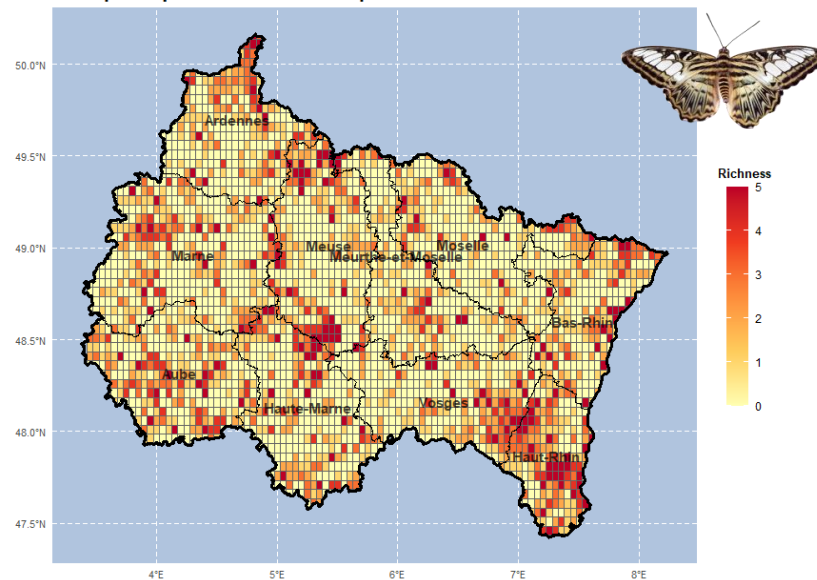 50.0°N
49.5°N
49.0°N
48.5°N
48.0°N
47.5°N
4°E
5°E
6°E
7°E
8°E
Ardennes
Marne
Meuse
Meurthe-et-Moselle
Moselle
Bas-Rhin
Aube
Haute-Marne
Vosges
Haut-Rhin
Richness
5
4
3
2
1
0